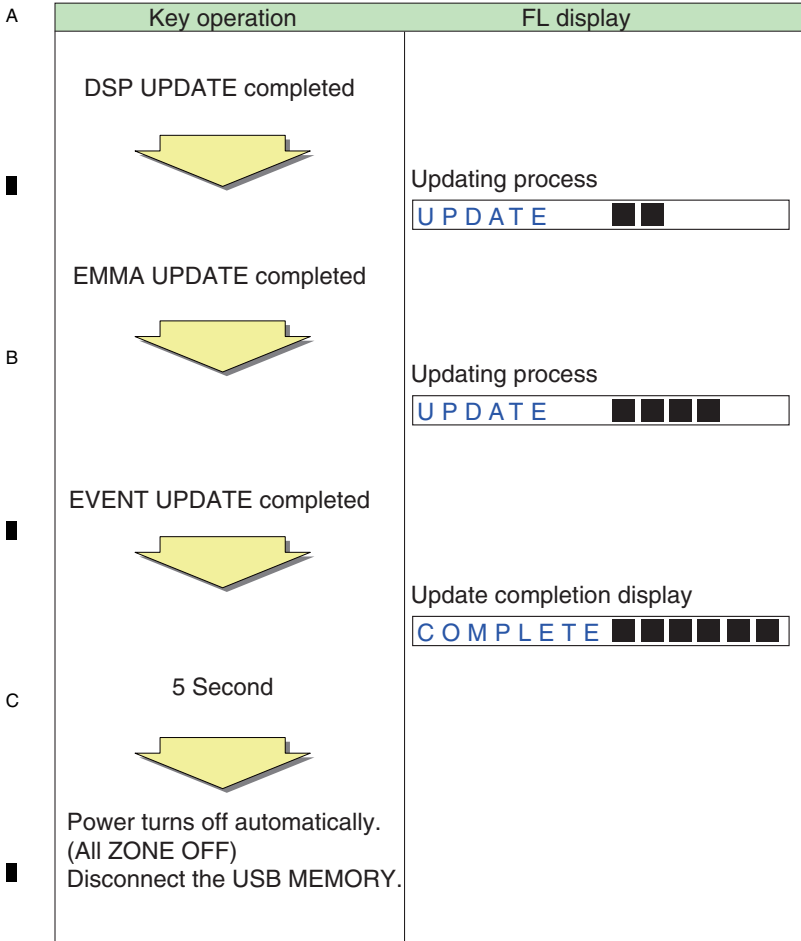 A
Key operation
FL display
DSP UPDATE completed
Updating process
UPDATE
EMMA UPDATE completed
B
Updating process
UPDATE
EVENT UPDATE completed
Update completion display
COMPLETE
C
5 Second
Power turns off automatically.
(All ZONE OFF)
Disconnect the USB MEMORY.